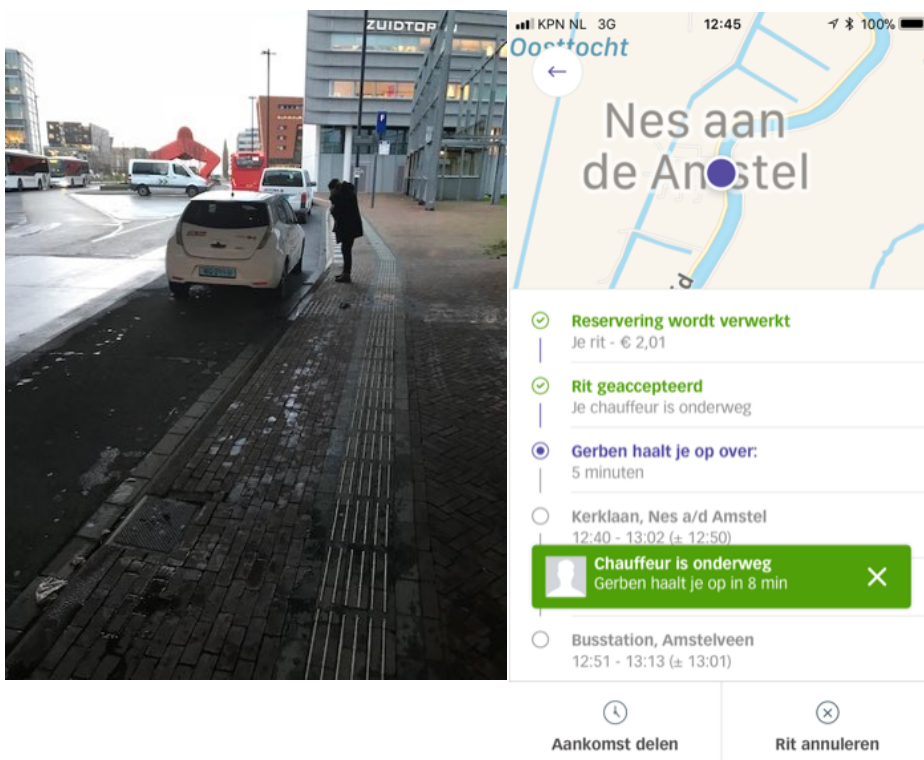 ZUIDTOREN
KPN NL 3G 12:45 100%
Oosttocht
Nes aan
de Amstel
Reservering wordt verwerkt
Je rit - € 2,01
Rit geaccepteerd
Je chauffeur is onderweg
Gerben haalt je op over:
5 minuten
Kerklaan, Nes a/d Amstel
12:40 - 13:02 (± 12:50)
Chauffeur is onderweg
Gerben haalt je op in 8 min
Busstation, Amstelveen
12:51 - 13:13 (± 13:01)
Aankomst delen
Rit annuleren